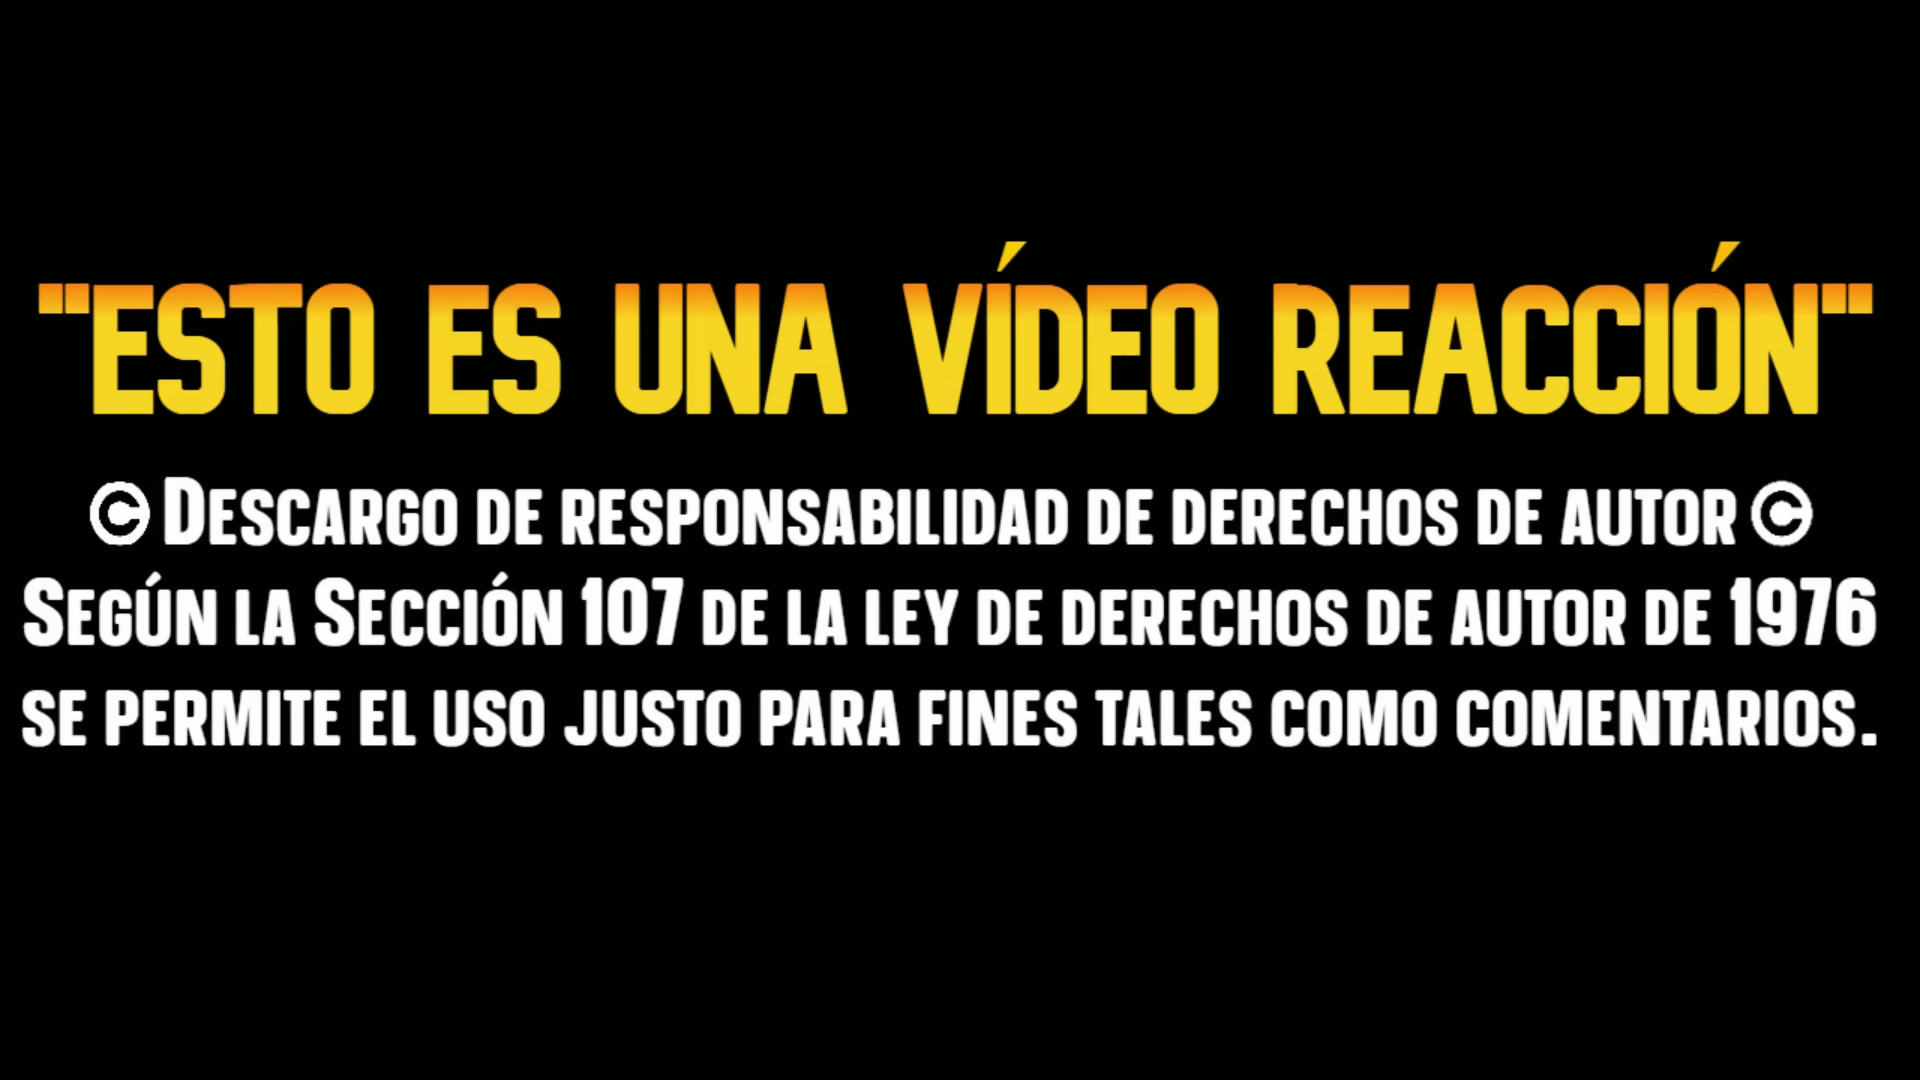 "ESTO ES UNA VÍDEO REACCIÓN"
© DESCARGO DE RESPONSABILIDAD DE DERECHOS DE AUTOR ©
SEGÚN LA SECCIÓN 107 DE LA LEY DE DERECHOS DE AUTOR DE 1976
SE PERMITE EL USO JUSTO PARA FINES TALES COMO COMENTARIOS.